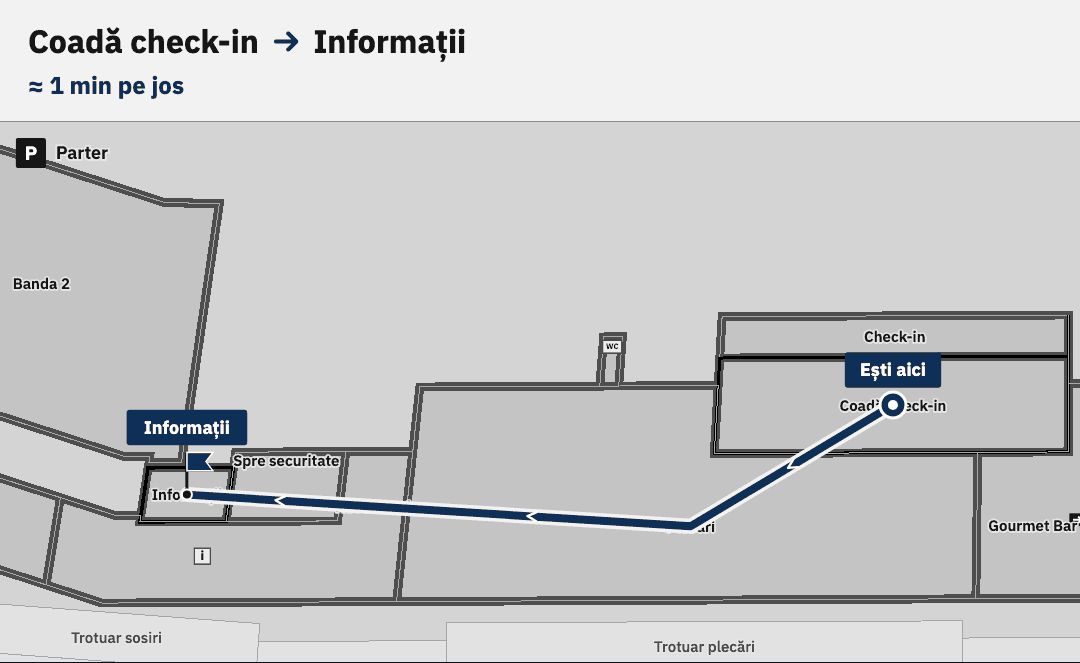 Coadă check-in → Informații
≈ 1 min pe jos
P Parter
Banda 2
wc
Check-in
Ești aici
Informații
Spre securitate
i
Gourmet Bar
Trotuar sosiri
Trotuar plecări